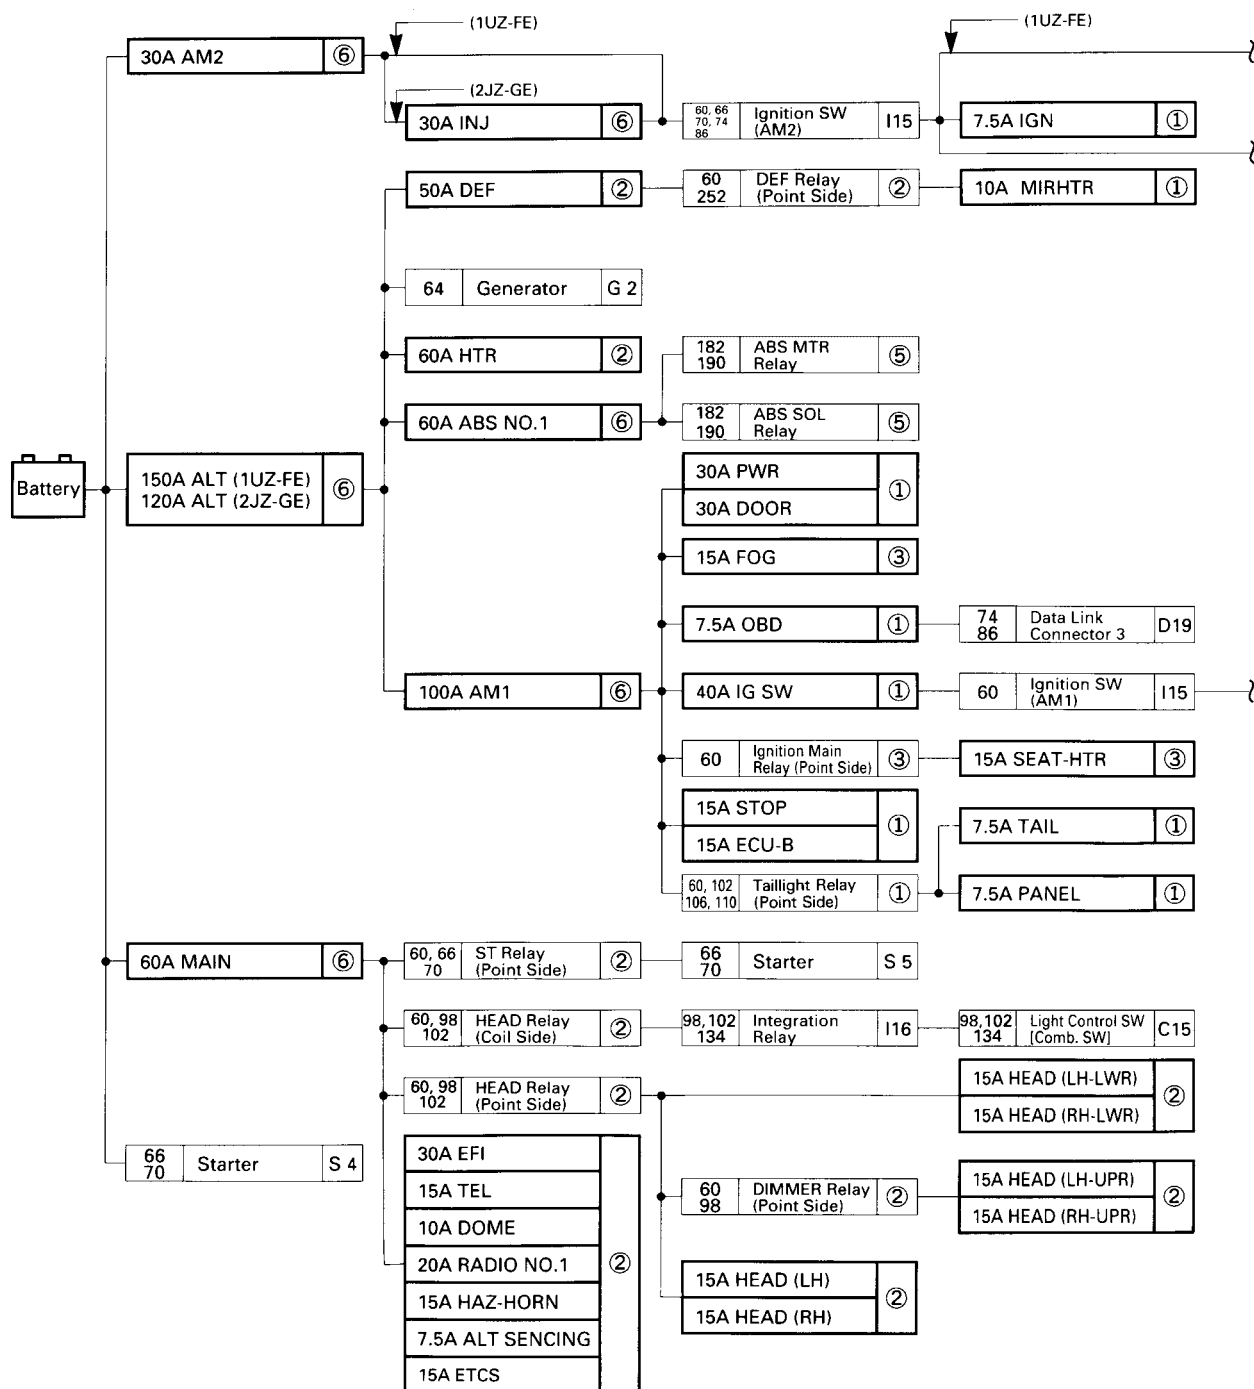 (1UZ-FE)
(1UZ-FE)
30A AM2 ⑥
(2JZ-GE)
30A INJ ⑥
60, 66
70, 74
86
Ignition SW
(AM2)
I15
7.5A IGN ①
50A DEF ②
60
252
DEF Relay
(Point Side)
②
10A MIRHTR ①
64 Generator G 2
60A HTR ②
182
190
ABS MTR
Relay
⑤
60A ABS NO.1 ⑥
182
190
ABS SOL
Relay
⑤
Battery
150A ALT (1UZ-FE)
120A ALT (2JZ-GE)
⑥
30A PWR
30A DOOR
①
15A FOG ③
7.5A OBD ①
74
86
Data Link
Connector 3
D19
100A AM1 ⑥
40A IG SW ①
60
Ignition SW
(AM1)
I15
60
Ignition Main
Relay (Point Side)
③
15A SEAT-HTR ③
15A STOP
15A ECU-B
①
7.5A TAIL ①
60, 102
106, 110
Taillight Relay
(Point Side)
①
7.5A PANEL ①
60A MAIN ⑥
60, 66
70
ST Relay
(Point Side)
②
66
70
Starter
S 5
60, 98
102
HEAD Relay
(Coil Side)
②
98,102
134
Integration
Relay
I16
98,102
134
Light Control SW
[Comb. SW]
C15
60, 98
102
HEAD Relay
(Point Side)
②
15A HEAD (LH-LWR)
15A HEAD (RH-LWR)
②
66
70
Starter
S 4
30A EFI
15A TEL
10A DOME
20A RADIO NO.1
15A HAZ-HORN
7.5A ALT SENCING
15A ETCS
②
60
98
DIMMER Relay
(Point Side)
②
15A HEAD (LH-UPR)
15A HEAD (RH-UPR)
②
15A HEAD (LH)
15A HEAD (RH)
②